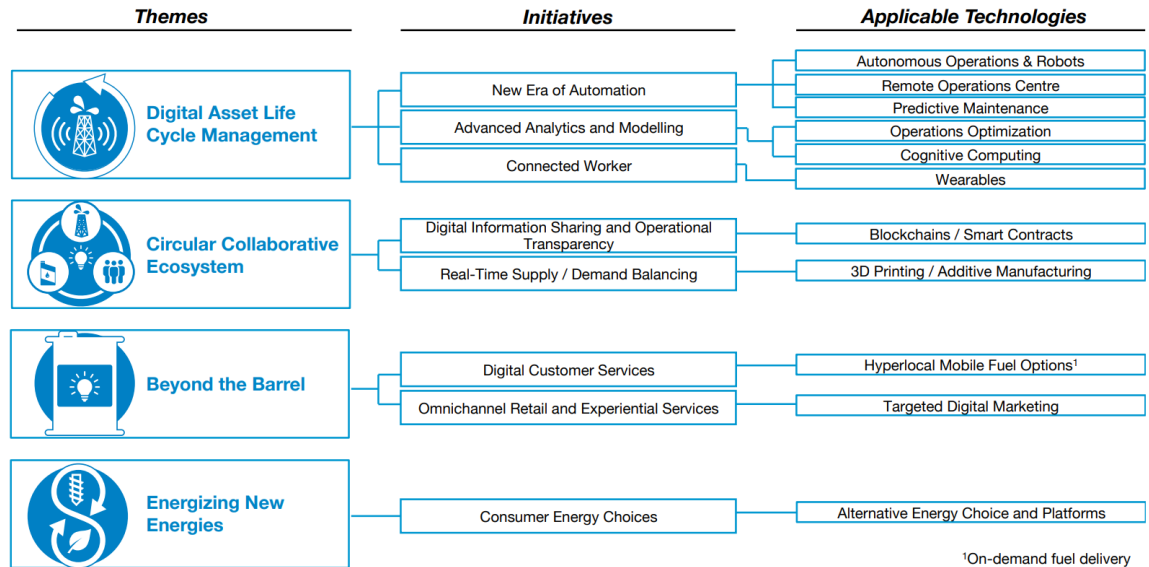 Themes
Initiatives
Applicable Technologies
Digital Asset Life
Cycle Management
New Era of Automation
Advanced Analytics and Modelling
Connected Worker
Autonomous Operations & Robots
Remote Operations Centre
Predictive Maintenance
Operations Optimization
Cognitive Computing
Wearables
Circular Collaborative
Ecosystem
Digital Information Sharing and Operational
Transparency
Real-Time Supply / Demand Balancing
Blockchains / Smart Contracts
3D Printing / Additive Manufacturing
Beyond the Barrel
Digital Customer Services
Omnichannel Retail and Experiential Services
Hyperlocal Mobile Fuel Options¹
Targeted Digital Marketing
Energizing New
Energies
Consumer Energy Choices
Alternative Energy Choice and Platforms
¹On-demand fuel delivery